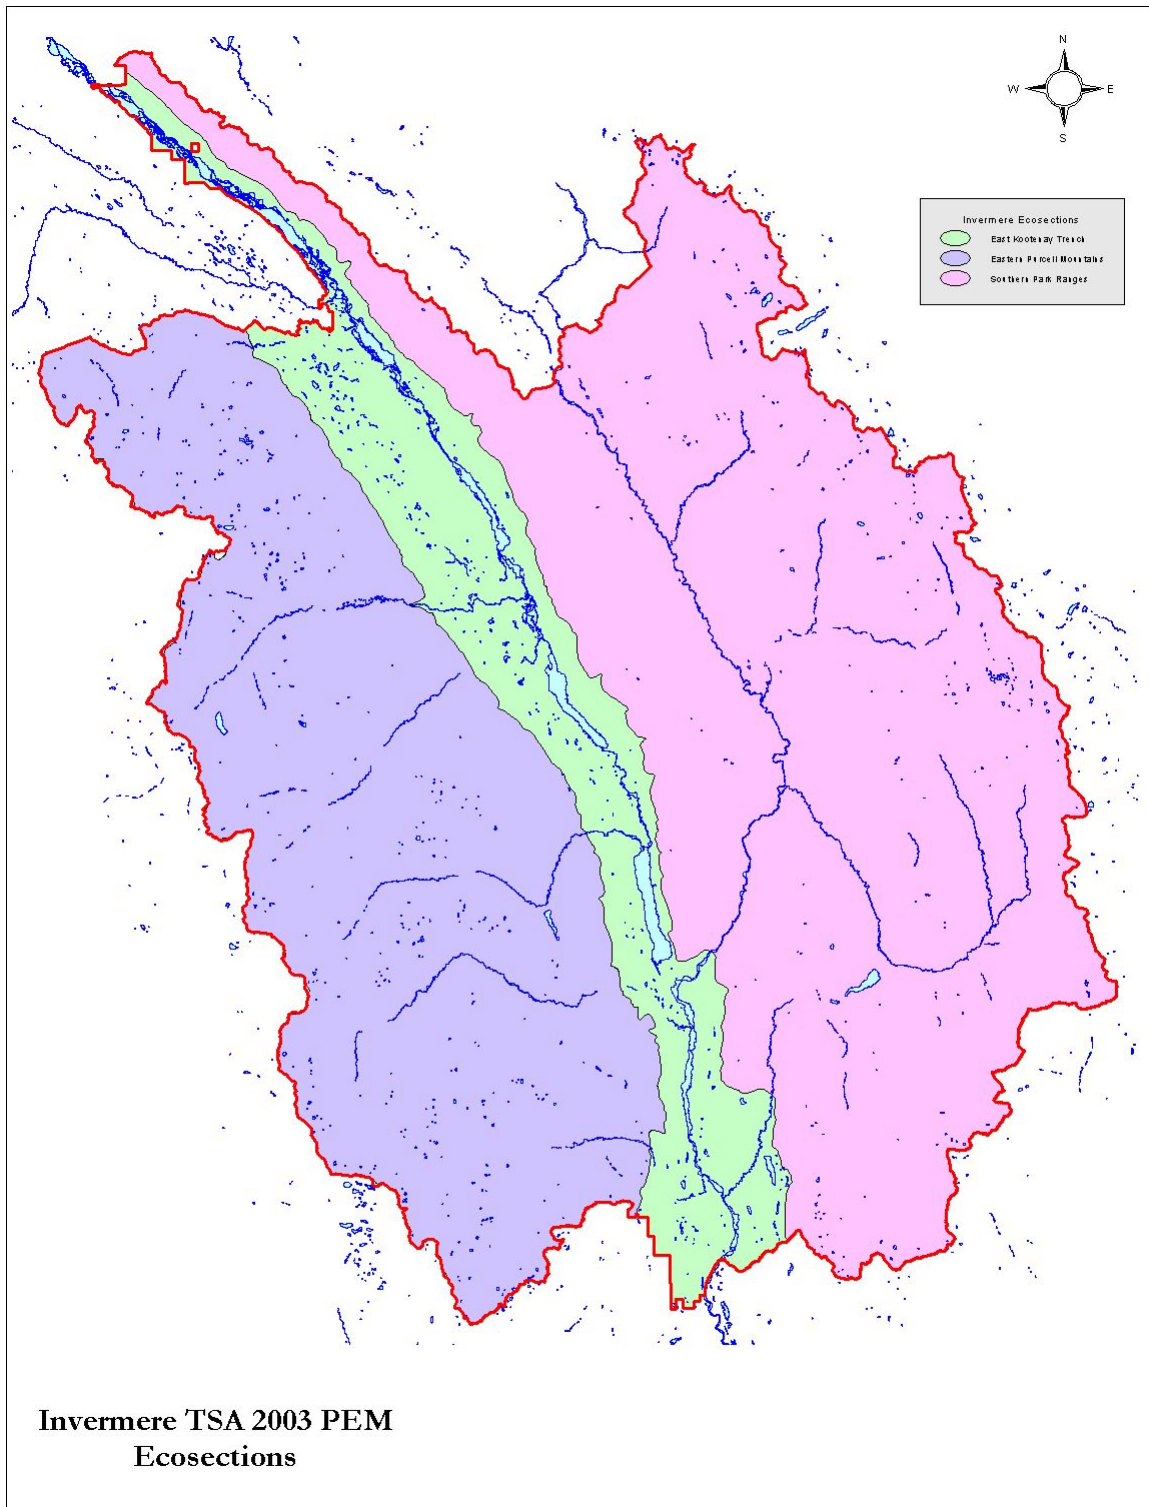 N
W E
S
Invermere Ecosections
East Kootenay Trench
Eastern Purcell Mountains
Southern Park Ranges
Invermere TSA 2003 PEM
Ecosections